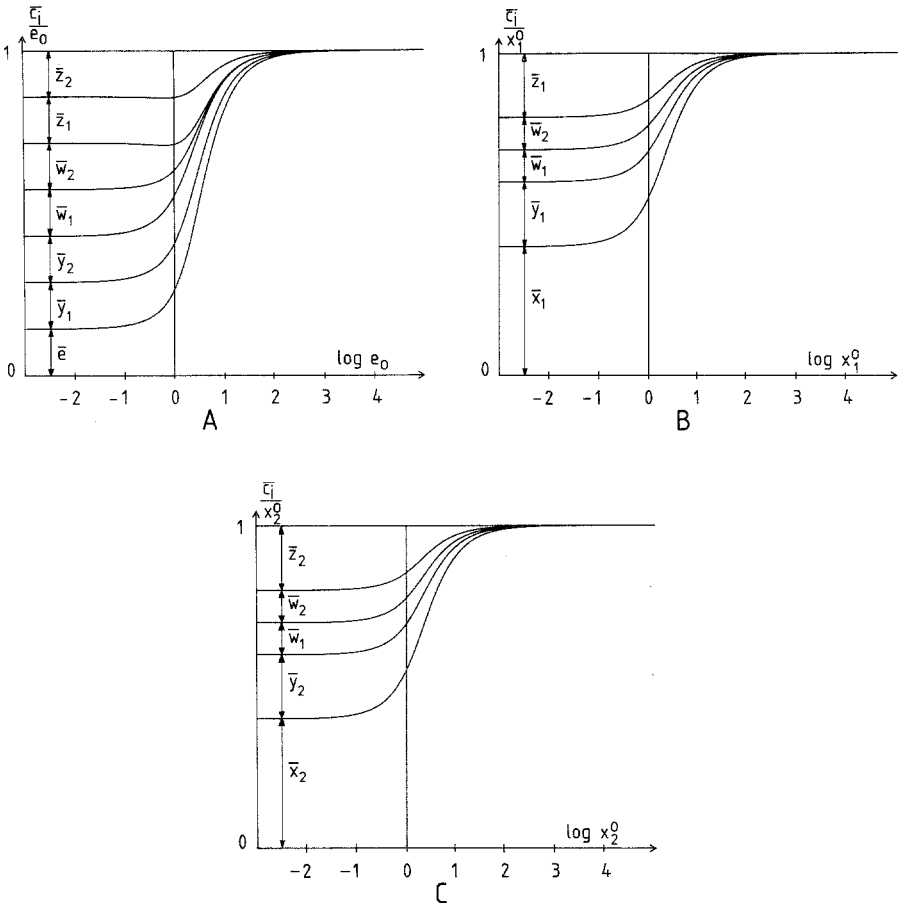 c̄i
e₀
1
z̄₂
z̄₁
w̄₂
w̄₁
ȳ₂
ȳ₁
ē
0
log e₀
-2 -1 0 1 2 3 4
A
c̄i
x₁⁰
1
z̄₁
w̄₂
w̄₁
ȳ₁
x̄₁
0
log x₁⁰
-2 -1 0 1 2 3 4
B
c̄i
x₂⁰
1
z̄₂
w̄₂
w̄₁
ȳ₂
x̄₂
0
log x₂⁰
-2 -1 0 1 2 3 4
C